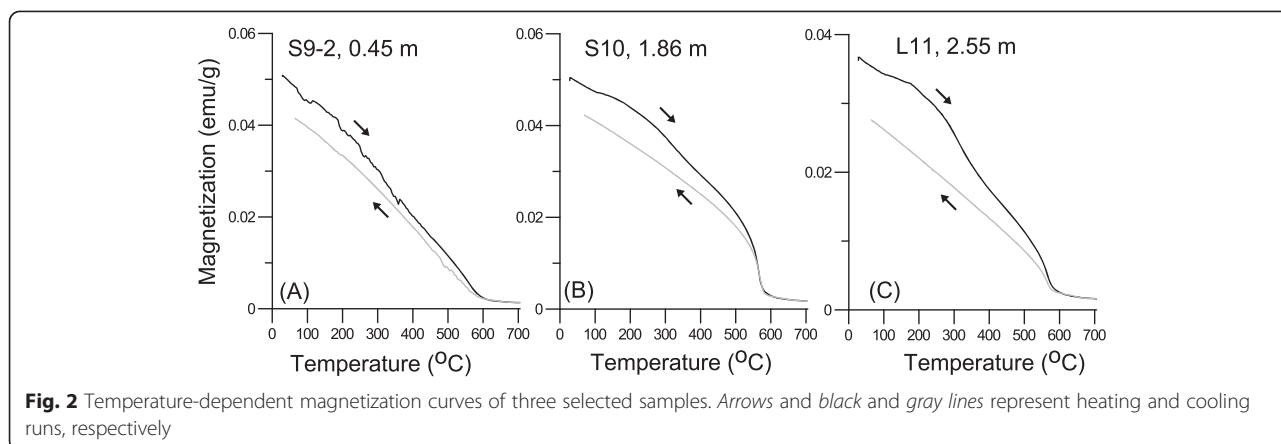 0.06
S9-2, 0.45 m
0.04
0.02
0
(A)
0 100 200 300 400 500 600 700
Temperature (ºC)
Magnetization (emu/g)
0.06
S10, 1.86 m
0.04
0.02
0
(B)
0 100 200 300 400 500 600 700
Temperature (ºC)
0.04
L11, 2.55 m
0.02
0.00
(C)
0 100 200 300 400 500 600 700
Temperature (ºC)
Fig. 2 Temperature-dependent magnetization curves of three selected samples. Arrows and black and gray lines represent heating and cooling
runs, respectively